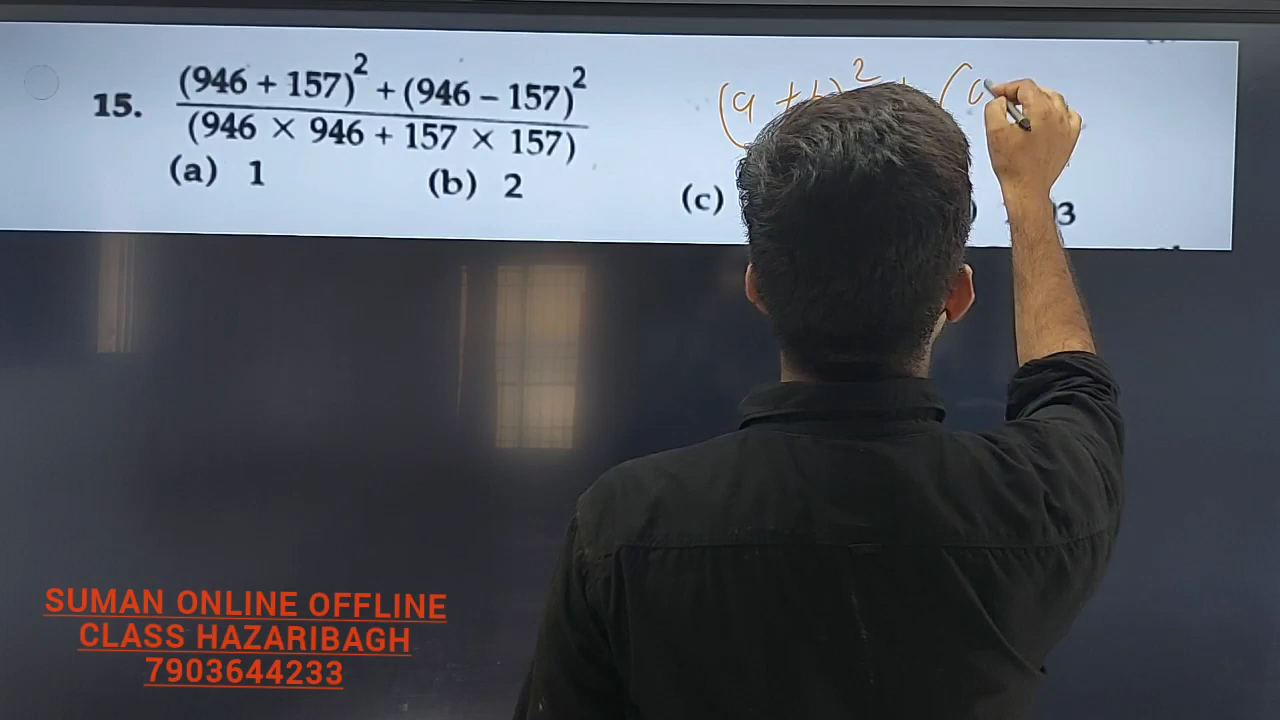 15. (946 + 157)² + (946 – 157)²
(946 × 946 + 157 × 157)
(a + b)² + (a
(a) 1 (b) 2 (c) 3
SUMAN ONLINE OFFLINE
CLASS HAZARIBAGH
7903644233